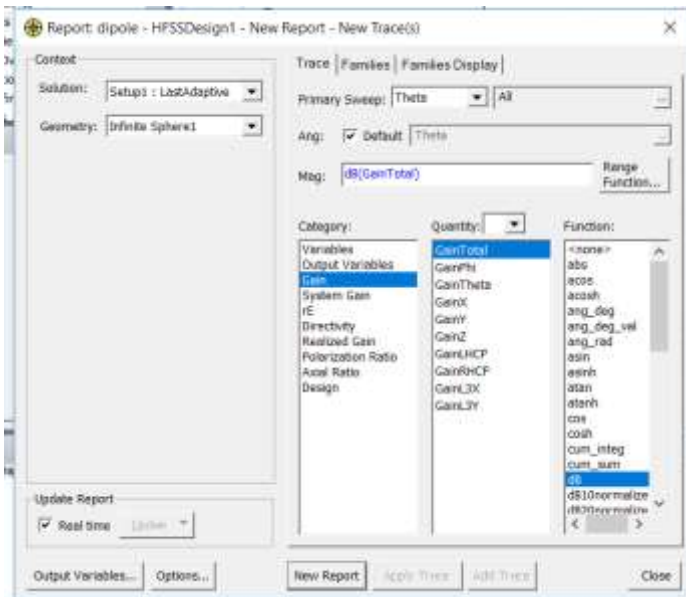 Report: dipole - HFSSDesign1 - New Report - New Trace(s)
Context
Solution: Setup1 : LastAdaptive
Geometry: Infinite Sphere1
Update Report
Real time Update
Output Variables... Options...
Trace Families Families Display
Primary Sweep: Theta All ...
Ang: Default Theta ...
Mag: dB(GainTotal) Range Function...
Category:
Variables
Output Variables
Gain
System Gain
rE
Directivity
Realized Gain
Polarization Ratio
Axial Ratio
Design
Quantity:
GainTotal
GainPhi
GainTheta
GainX
GainY
GainZ
GainLHCP
GainRHCP
GainL3X
GainL3Y
Function:
<none>
abs
acos
acosh
ang_deg
ang_deg_val
ang_rad
asin
asinh
atan
atanh
cos
cosh
cum_integ
cum_sum
dB
dB10normalize
dB20normalize
New Report Apply Trace Add Trace Close